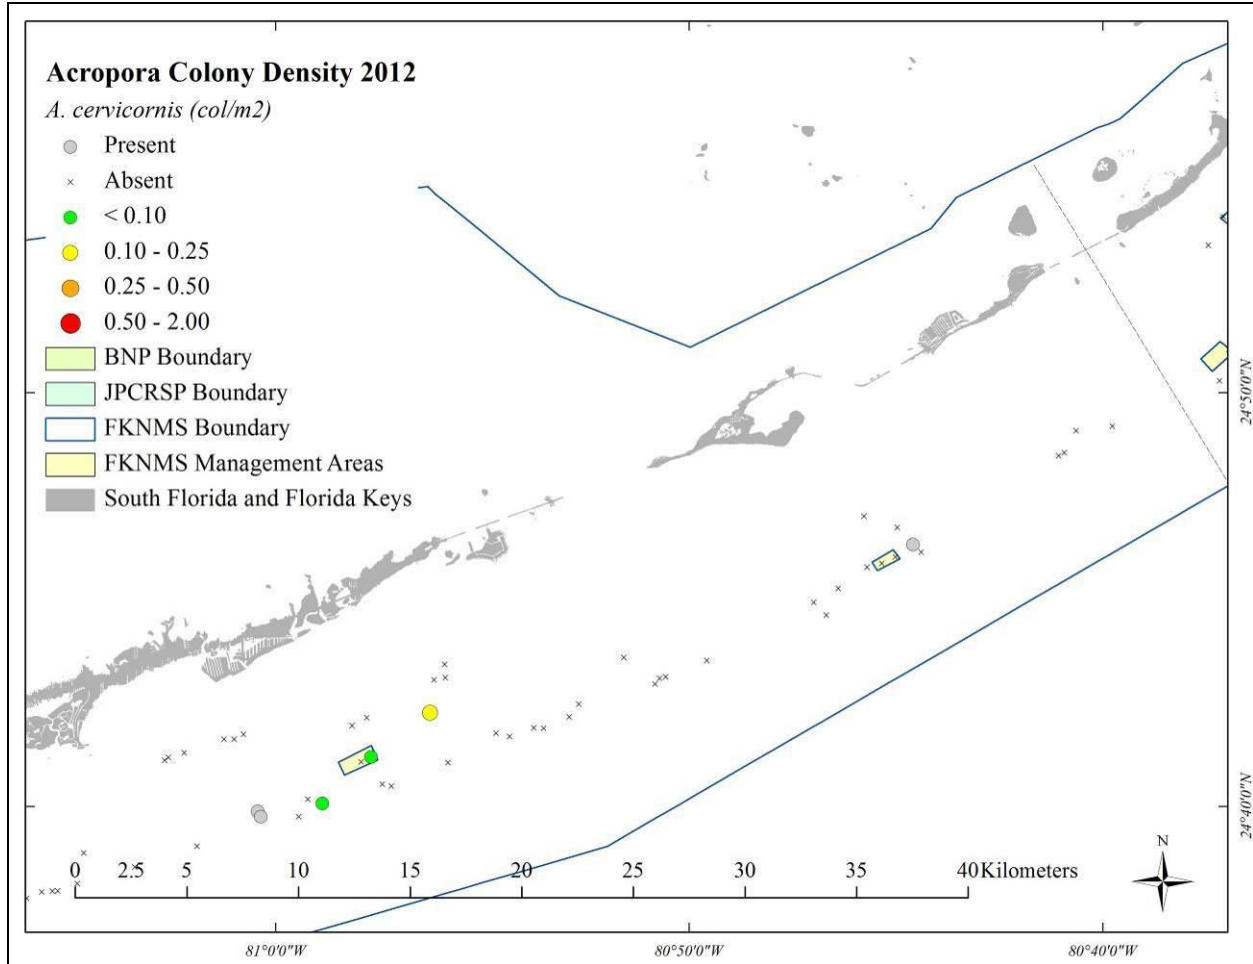 Acropora Colony Density 2012
A. cervicornis (col/m2)
Present
Absent
< 0.10
0.10 - 0.25
0.25 - 0.50
0.50 - 2.00
BNP Boundary
JPCRSP Boundary
FKNMS Boundary
FKNMS Management Areas
South Florida and Florida Keys
24°50'0"N
24°40'0"N
0 2.5 5 10 15 20 25 30 35 40 Kilometers
N
81°0'0"W 80°50'0"W 80°40'0"W